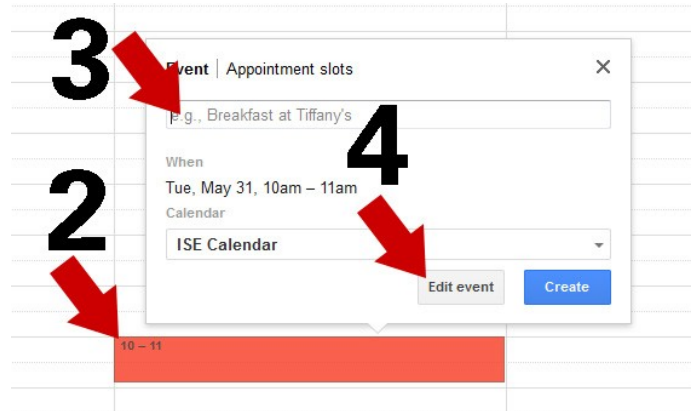 3
Event | Appointment slots
e.g., Breakfast at Tiffany's
4
When
Tue, May 31, 10am – 11am
2
Calendar
ISE Calendar
Edit event
Create
10 – 11